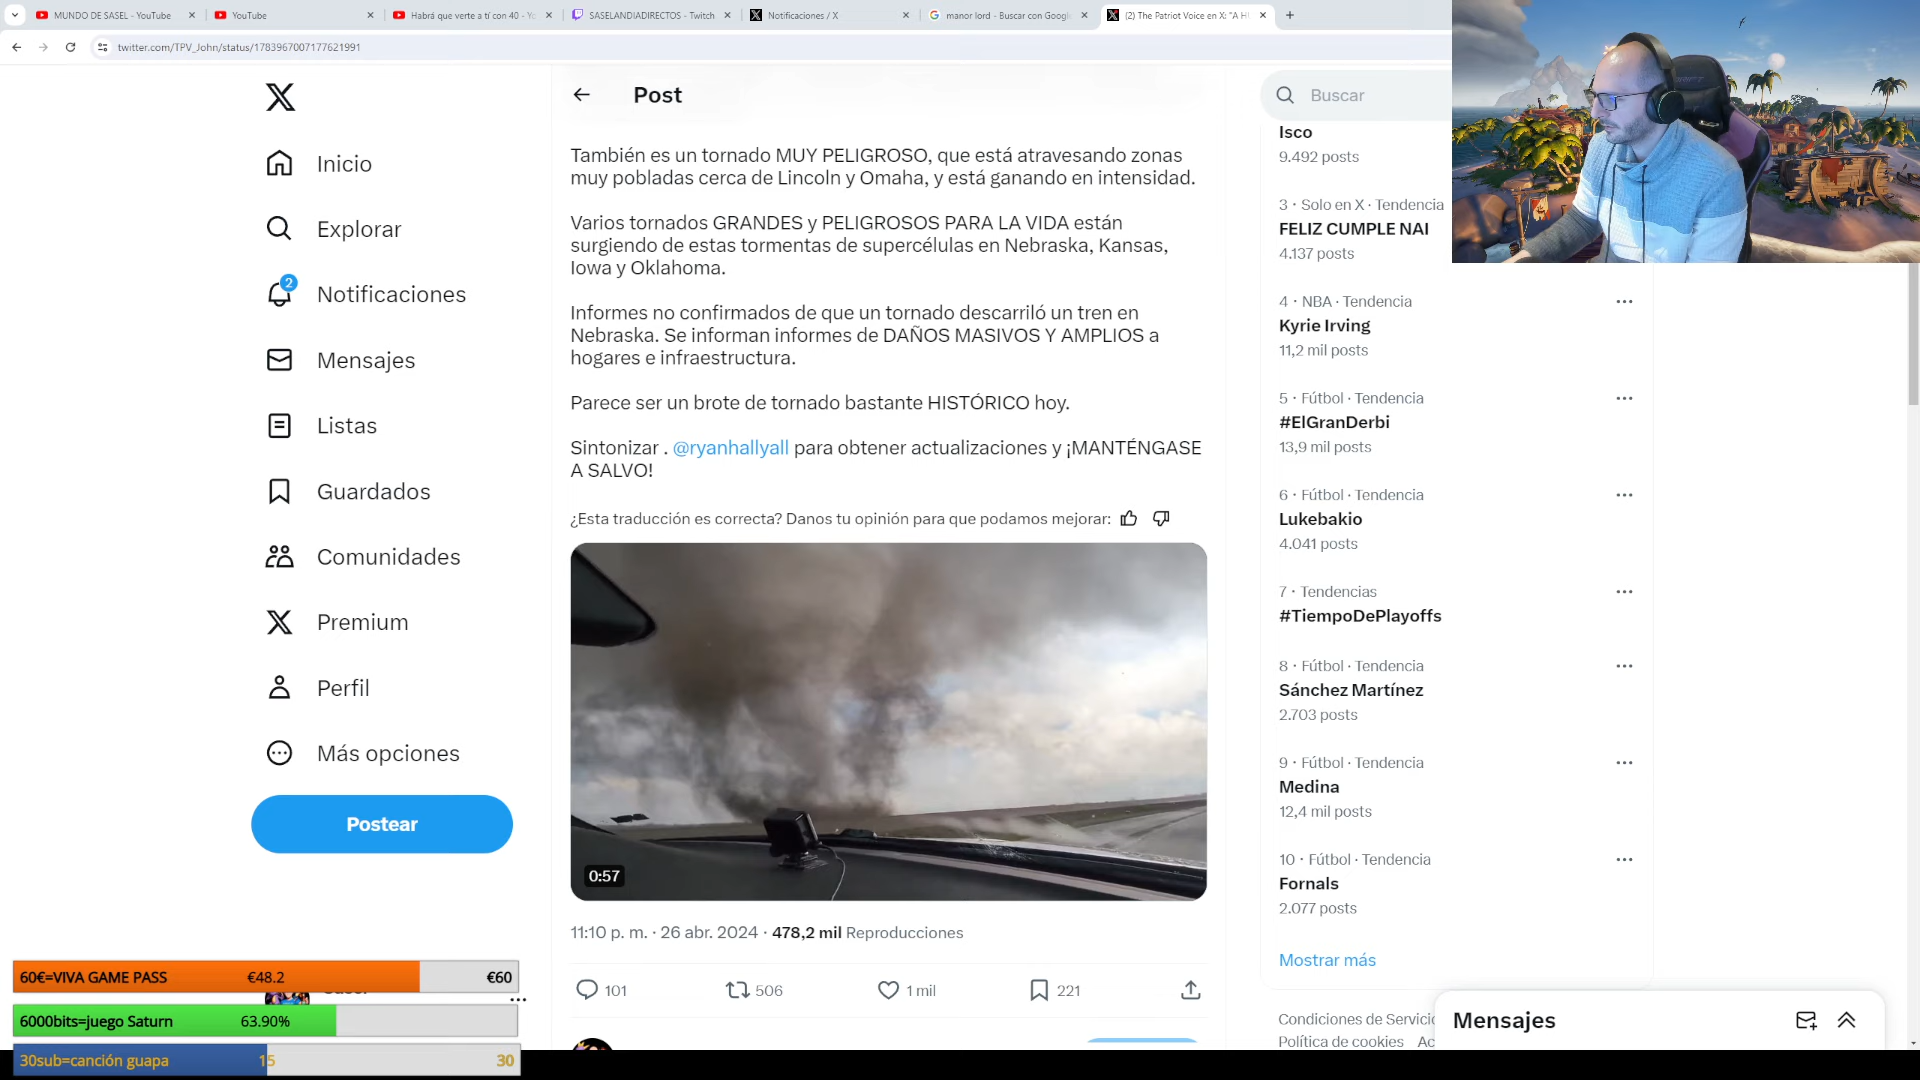 MUNDO DE SASEL - YouTube
YouTube
Habrá que verte a tí con 40 - Yo
SASELANDIADIRECTOS - Twitch
Notificaciones / X
manor lord - Buscar con Google
(2) The Patriot Voice en X: "A H
twitter.com/TPV_John/status/1783967007177621991
Inicio
Explorar
2
Notificaciones
Mensajes
Listas
Guardados
Comunidades
Premium
Perfil
Más opciones
Postear
Post
También es un tornado MUY PELIGROSO, que está atravesando zonas
muy pobladas cerca de Lincoln y Omaha, y está ganando en intensidad.
Varios tornados GRANDES y PELIGROSOS PARA LA VIDA están
surgiendo de estas tormentas de supercélulas en Nebraska, Kansas,
Iowa y Oklahoma.
Informes no confirmados de que un tornado descarriló un tren en
Nebraska. Se informan informes de DAÑOS MASIVOS Y AMPLIOS a
hogares e infraestructura.
Parece ser un brote de tornado bastante HISTÓRICO hoy.
Sintonizar . @ryanhallyall para obtener actualizaciones y ¡MANTÉNGASE
A SALVO!
¿Esta traducción es correcta? Danos tu opinión para que podamos mejorar:
0:57
11:10 p. m. · 26 abr. 2024 · 478,2 mil Reproducciones
101
506
1 mil
221
Buscar
Isco
9.492 posts
3 · Solo en X · Tendencia
FELIZ CUMPLE NAI
4.137 posts
4 · NBA · Tendencia
Kyrie Irving
11,2 mil posts
5 · Fútbol · Tendencia
#ElGranDerbi
13,9 mil posts
6 · Fútbol · Tendencia
Lukebakio
4.041 posts
7 · Tendencias
#TiempoDePlayoffs
8 · Fútbol · Tendencia
Sánchez Martínez
2.703 posts
9 · Fútbol · Tendencia
Medina
12,4 mil posts
10 · Fútbol · Tendencia
Fornals
2.077 posts
Mostrar más
Condiciones de Servicio
Política de cookies Ac
Mensajes
60€=VIVA GAME PASS €48.2 €60
6000bits=juego Saturn 63.90%
30sub=canción guapa 15 30